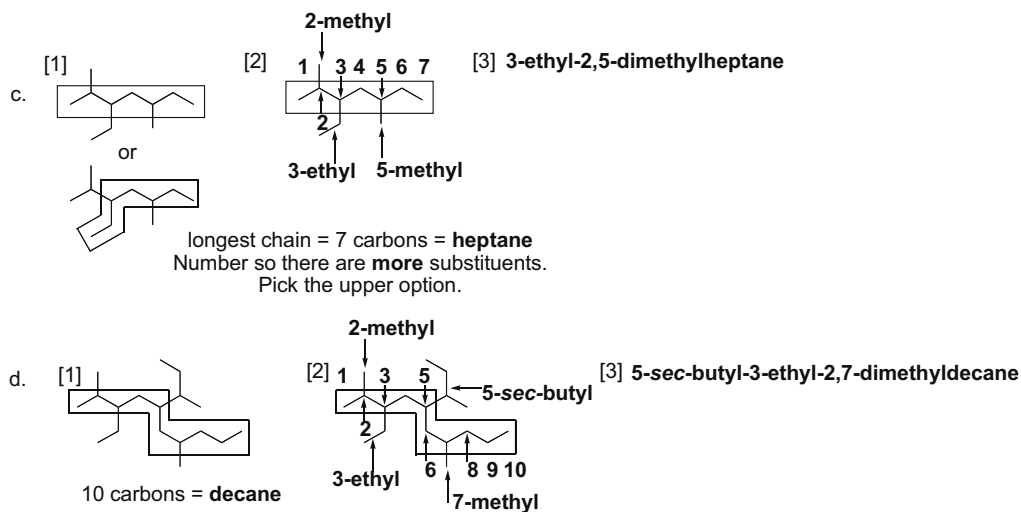 2-methyl
c. [1] [2] 1 3 4 5 6 7 [3] 3-ethyl-2,5-dimethylheptane
2
or
3-ethyl 5-methyl
longest chain = 7 carbons = heptane
Number so there are more substituents.
Pick the upper option.
2-methyl
d. [1] [2] 1 3 5 [3] 5-sec-butyl-3-ethyl-2,7-dimethyldecane
5-sec-butyl
2
6 8 9 10
3-ethyl
10 carbons = decane
7-methyl